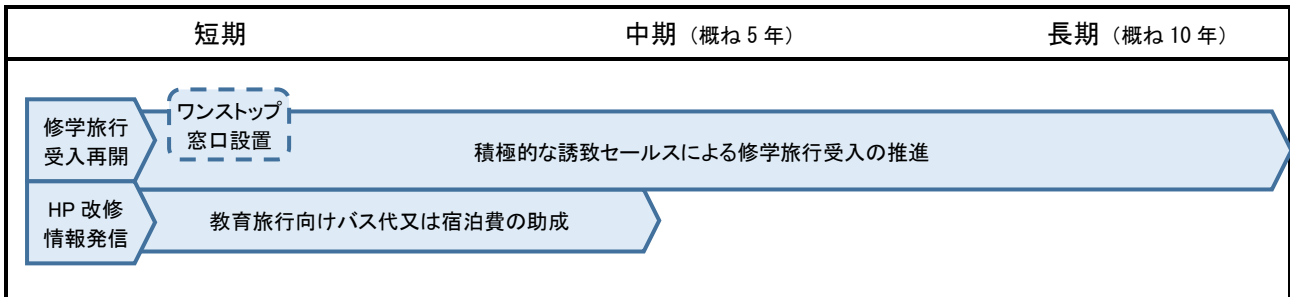 短期 中期（概ね 5 年） 長期（概ね 10 年）
修学旅行
受入再開
ワンストップ
窓口設置
積極的な誘致セールスによる修学旅行受入の推進
HP 改修
情報発信
教育旅行向けバス代又は宿泊費の助成